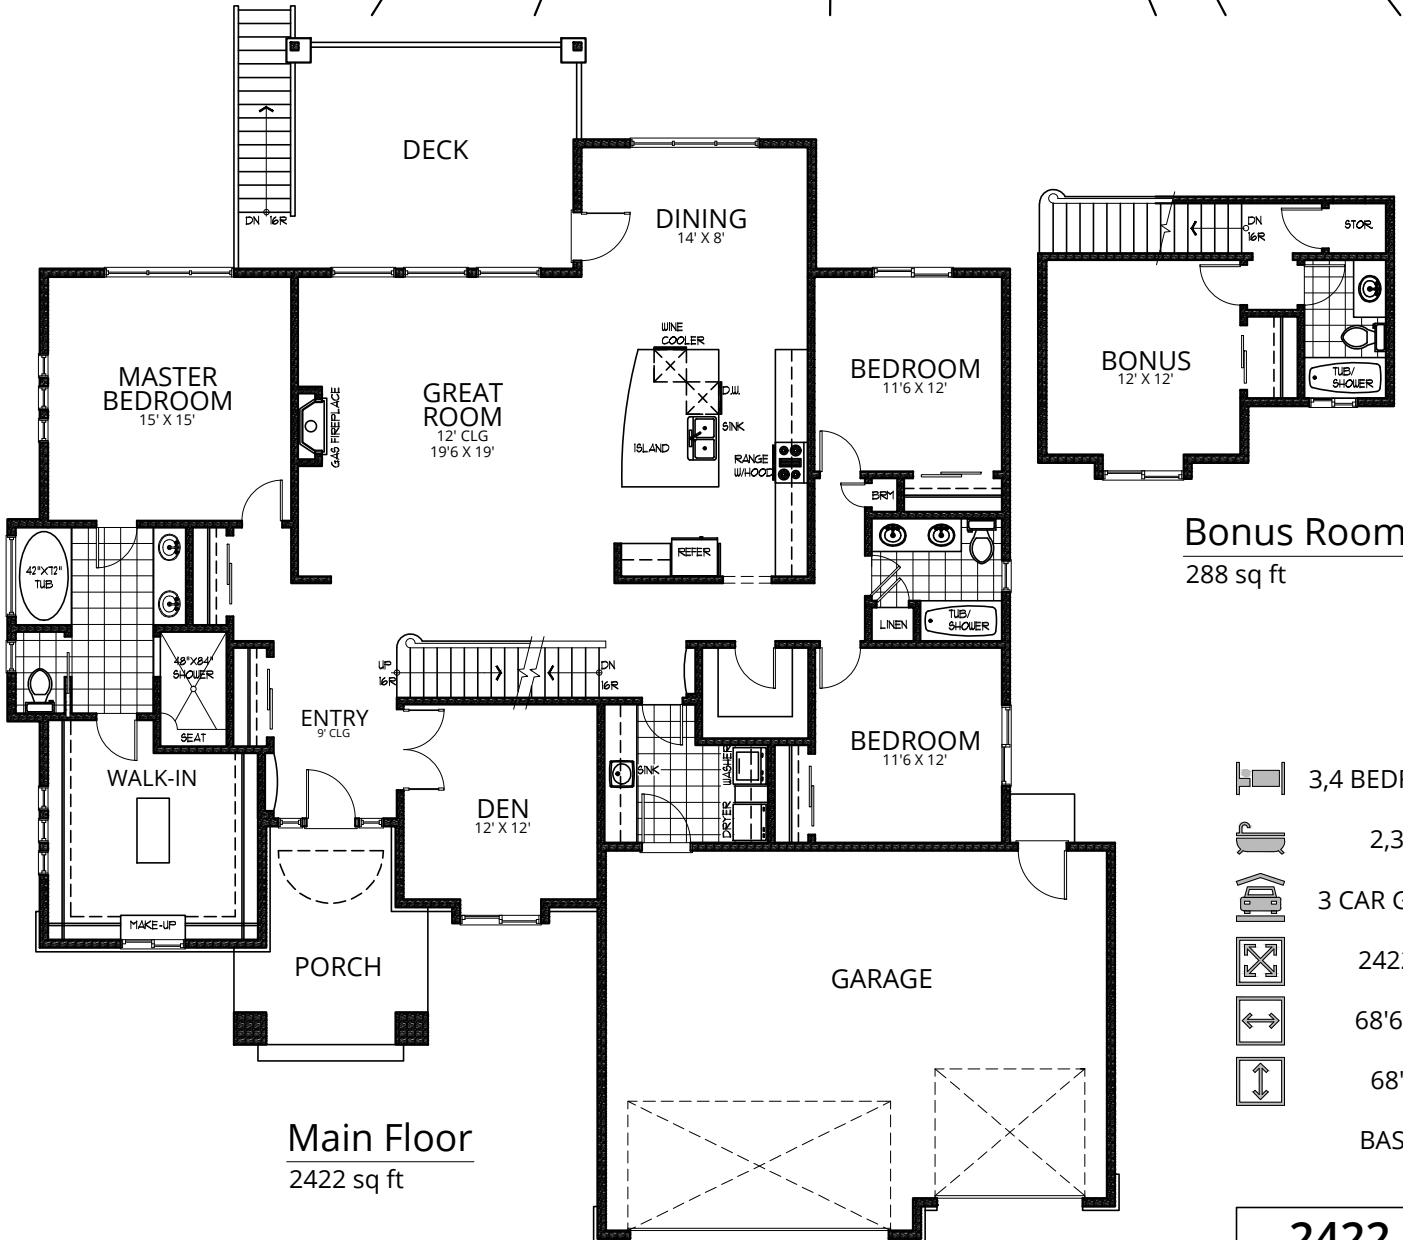 DECK
DN 16R
DINING
14' X 8'
MASTER
BEDROOM
15' X 15'
GREAT
ROOM
12' CLG
19'6 X 19'
GAS FIREPLACE
WINE
COOLER
D.W.
SINK
ISLAND
RANGE
W/HOOD
REFER
BEDROOM
11'6 X 12'
BRM
LINEN
TUB/
SHOWER
42"X72"
TUB
48"X84"
SHOWER
SEAT
UP
16R
DN
16R
ENTRY
9' CLG
WALK-IN
MAKE-UP
DEN
12' X 12'
SINK
WASHER
DRYER
BEDROOM
11'6 X 12'
PORCH
GARAGE
Main Floor
2422 sq ft
DN
16R
STOR.
BONUS
12' X 12'
TUB/
SHOWER
Bonus Room
288 sq ft
3,4 BEDR
2,3
3 CAR G
2422
68'6
68'
BAS
2422